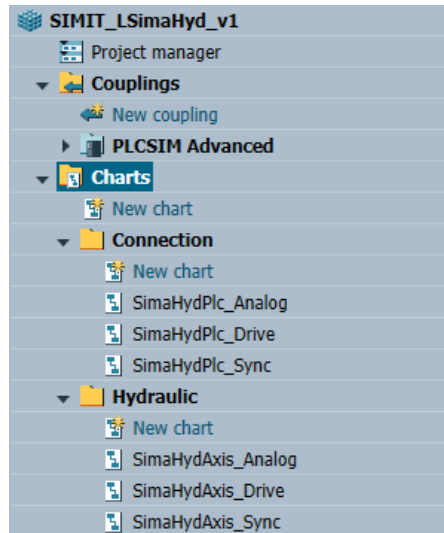 SIMIT_LSimaHyd_v1
Project manager
Couplings
New coupling
PLCSIM Advanced
Charts
New chart
Connection
New chart
SimaHydPlc_Analog
SimaHydPlc_Drive
SimaHydPlc_Sync
Hydraulic
New chart
SimaHydAxis_Analog
SimaHydAxis_Drive
SimaHydAxis_Sync